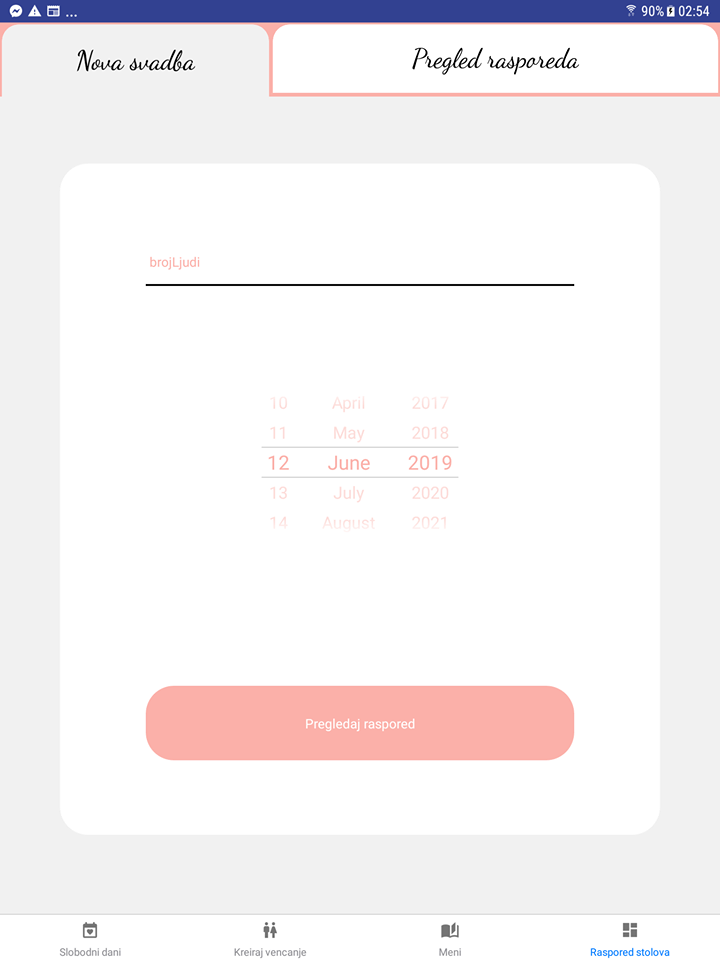 ... 90% 02:54
Nova svadba
Pregled rasporeda
brojLjudi
10 April 2017
11 May 2018
12 June 2019
13 July 2020
14 August 2021
Pregledaj raspored
Slobodni dani
Kreiraj vencanje
Meni
Raspored stolova